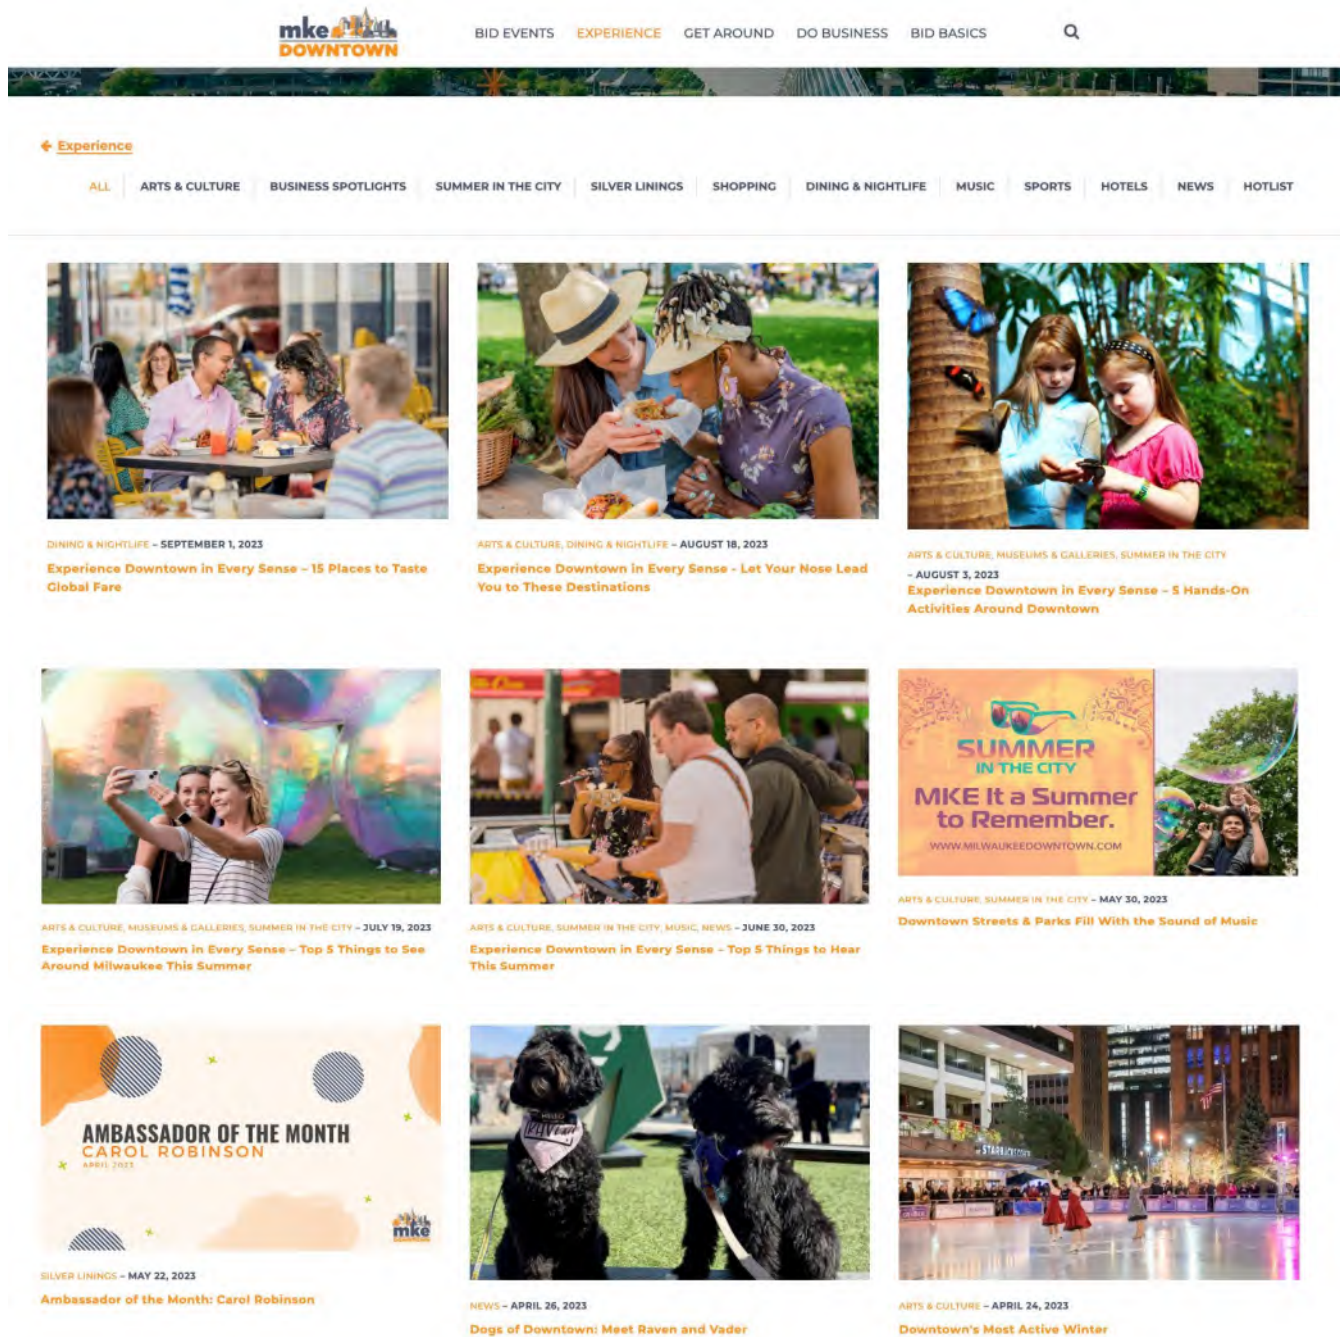 mke
DOWNTOWN
BID EVENTS EXPERIENCE GET AROUND DO BUSINESS BID BASICS
Experience
ALL ARTS & CULTURE BUSINESS SPOTLIGHTS SUMMER IN THE CITY SILVER LININGS SHOPPING DINING & NIGHTLIFE MUSIC SPORTS HOTELS NEWS HOTLIST
DINING & NIGHTLIFE – SEPTEMBER 1, 2023
Experience Downtown in Every Sense – 15 Places to Taste
Global Fare
ARTS & CULTURE, DINING & NIGHTLIFE – AUGUST 18, 2023
Experience Downtown in Every Sense - Let Your Nose Lead
You to These Destinations
ARTS & CULTURE, MUSEUMS & GALLERIES, SUMMER IN THE CITY
– AUGUST 3, 2023
Experience Downtown in Every Sense – 5 Hands-On
Activities Around Downtown
SUMMER
IN THE CITY
MKE It a Summer
to Remember.
WWW.MILWAUKEEDOWNTOWN.COM
ARTS & CULTURE, MUSEUMS & GALLERIES, SUMMER IN THE CITY – JULY 19, 2023
Experience Downtown in Every Sense – Top 5 Things to See
Around Milwaukee This Summer
ARTS & CULTURE, SUMMER IN THE CITY, MUSIC, NEWS – JUNE 30, 2023
Experience Downtown in Every Sense – Top 5 Things to Hear
This Summer
ARTS & CULTURE, SUMMER IN THE CITY – MAY 30, 2023
Downtown Streets & Parks Fill With the Sound of Music
AMBASSADOR OF THE MONTH
CAROL ROBINSON
APRIL 2023
mke
STARBUCKS
SILVER LININGS – MAY 22, 2023
Ambassador of the Month: Carol Robinson
NEWS – APRIL 26, 2023
Dogs of Downtown: Meet Raven and Vader
ARTS & CULTURE – APRIL 24, 2023
Downtown's Most Active Winter